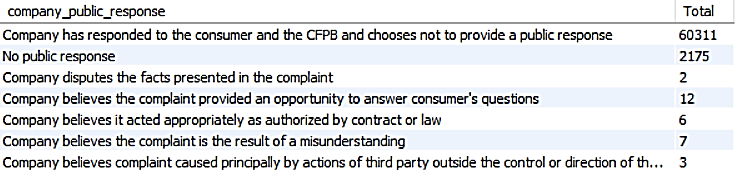 company_public_response Total
Company has responded to the consumer and the CFPB and chooses not to provide a public response 60311
No public response 2175
Company disputes the facts presented in the complaint 2
Company believes the complaint provided an opportunity to answer consumer's questions 12
Company believes it acted appropriately as authorized by contract or law 6
Company believes the complaint is the result of a misunderstanding 7
Company believes complaint caused principally by actions of third party outside the control or direction of th... 3